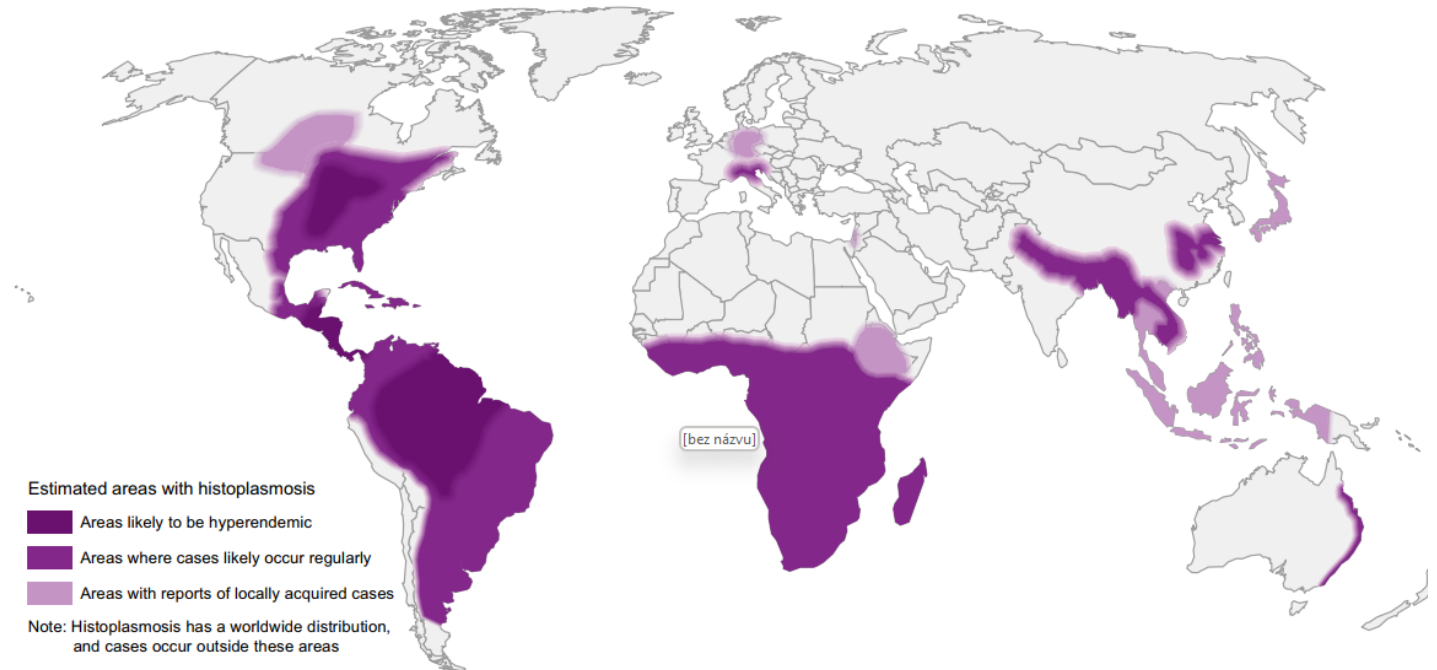 [bez názvu]
Estimated areas with histoplasmosis
Areas likely to be hyperendemic
Areas where cases likely occur regularly
Areas with reports of locally acquired cases
Note: Histoplasmosis has a worldwide distribution,
and cases occur outside these areas